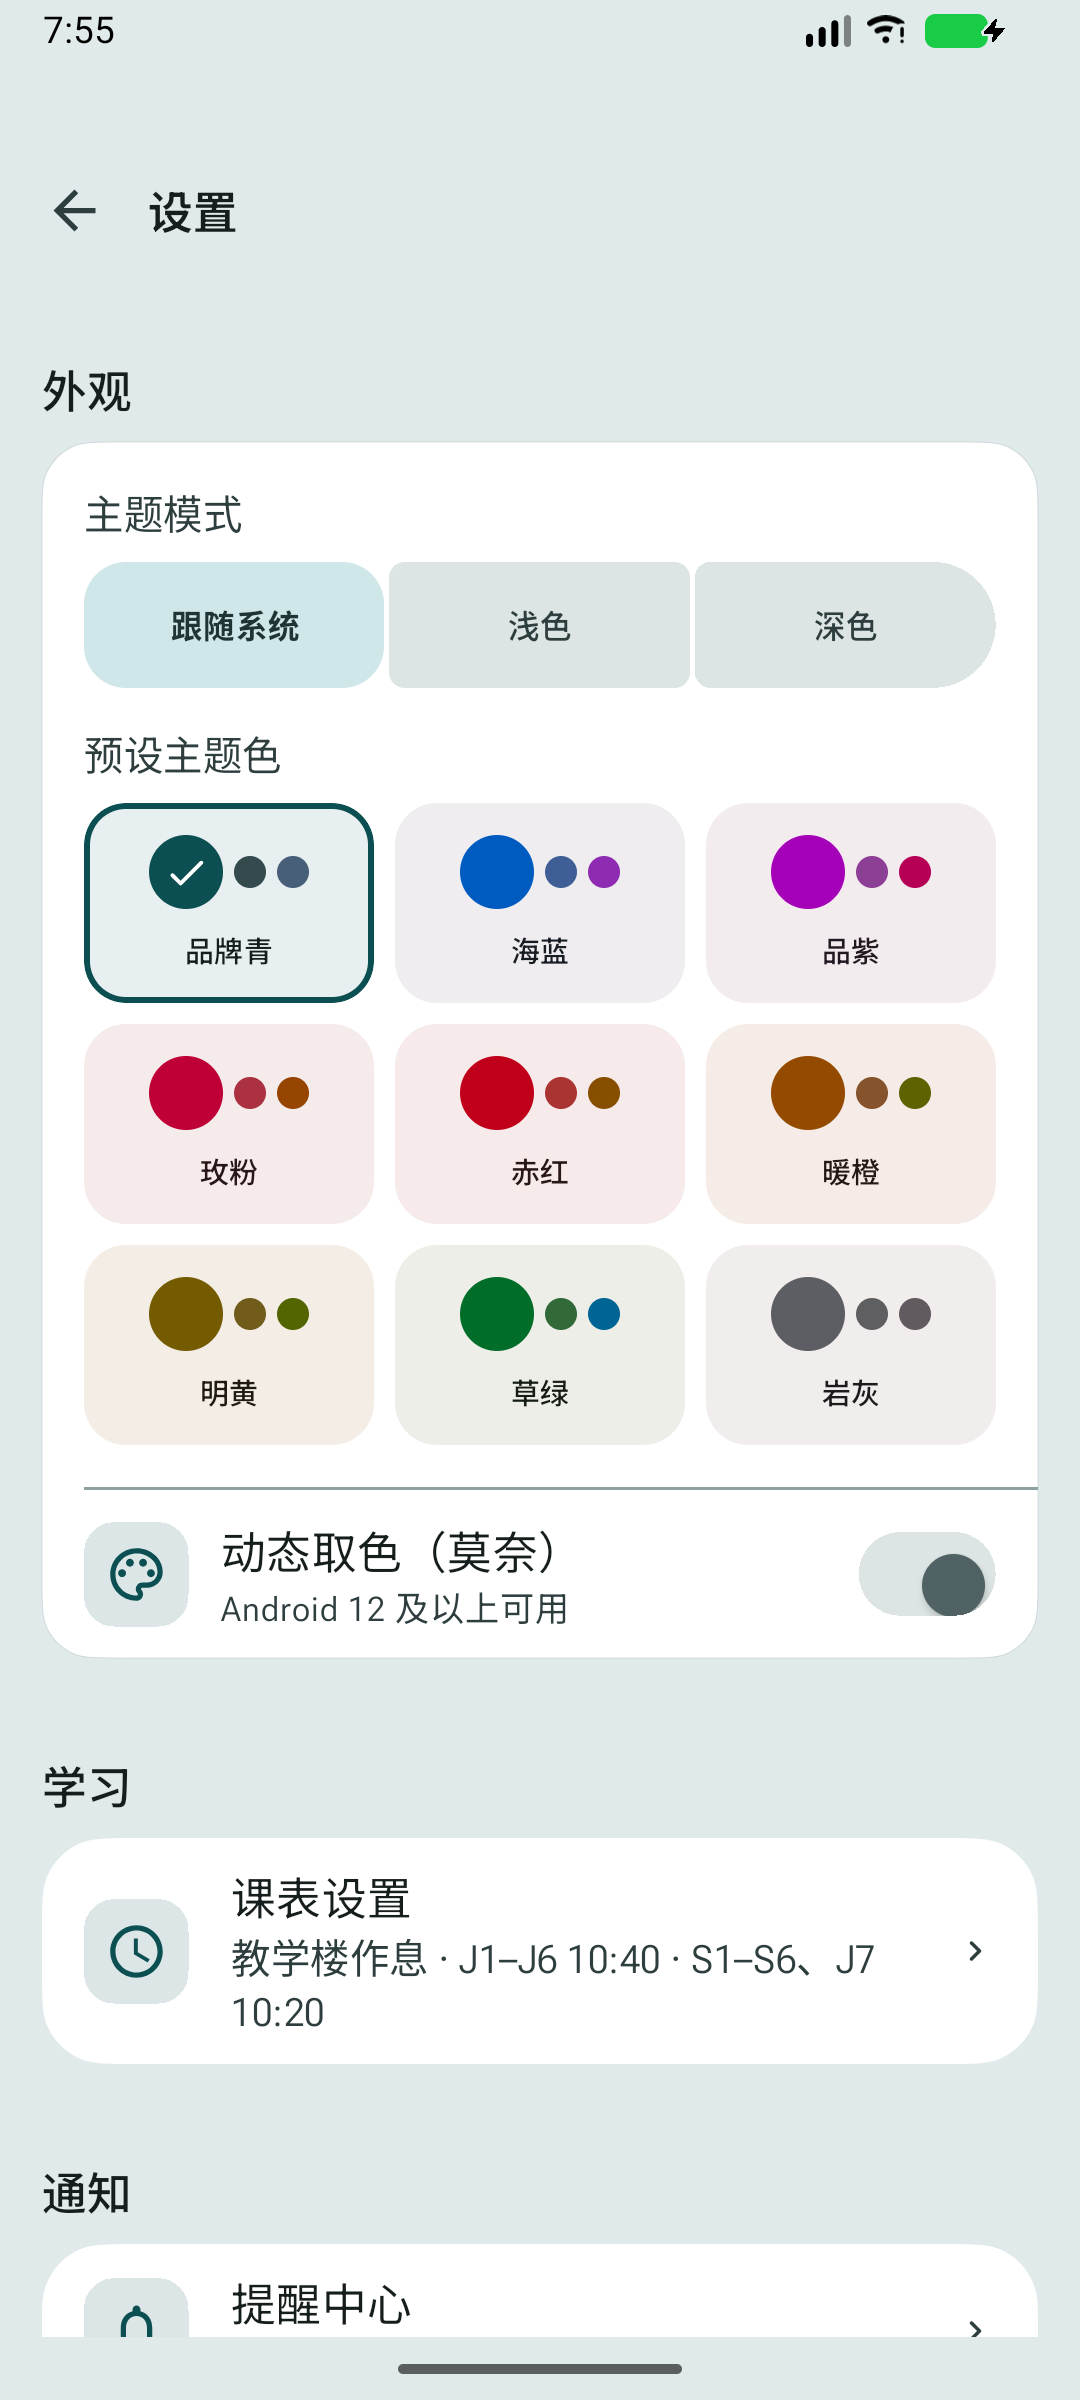 7:55
设置
外观
主题模式
跟随系统
浅色
深色
预设主题色
品牌青
海蓝
品紫
玫粉
赤红
暖橙
明黄
草绿
岩灰
动态取色（莫奈）
Android 12 及以上可用
学习
课表设置
教学楼作息 · J1–J6 10:40 · S1–S6、J7
10:20
通知
提醒中心